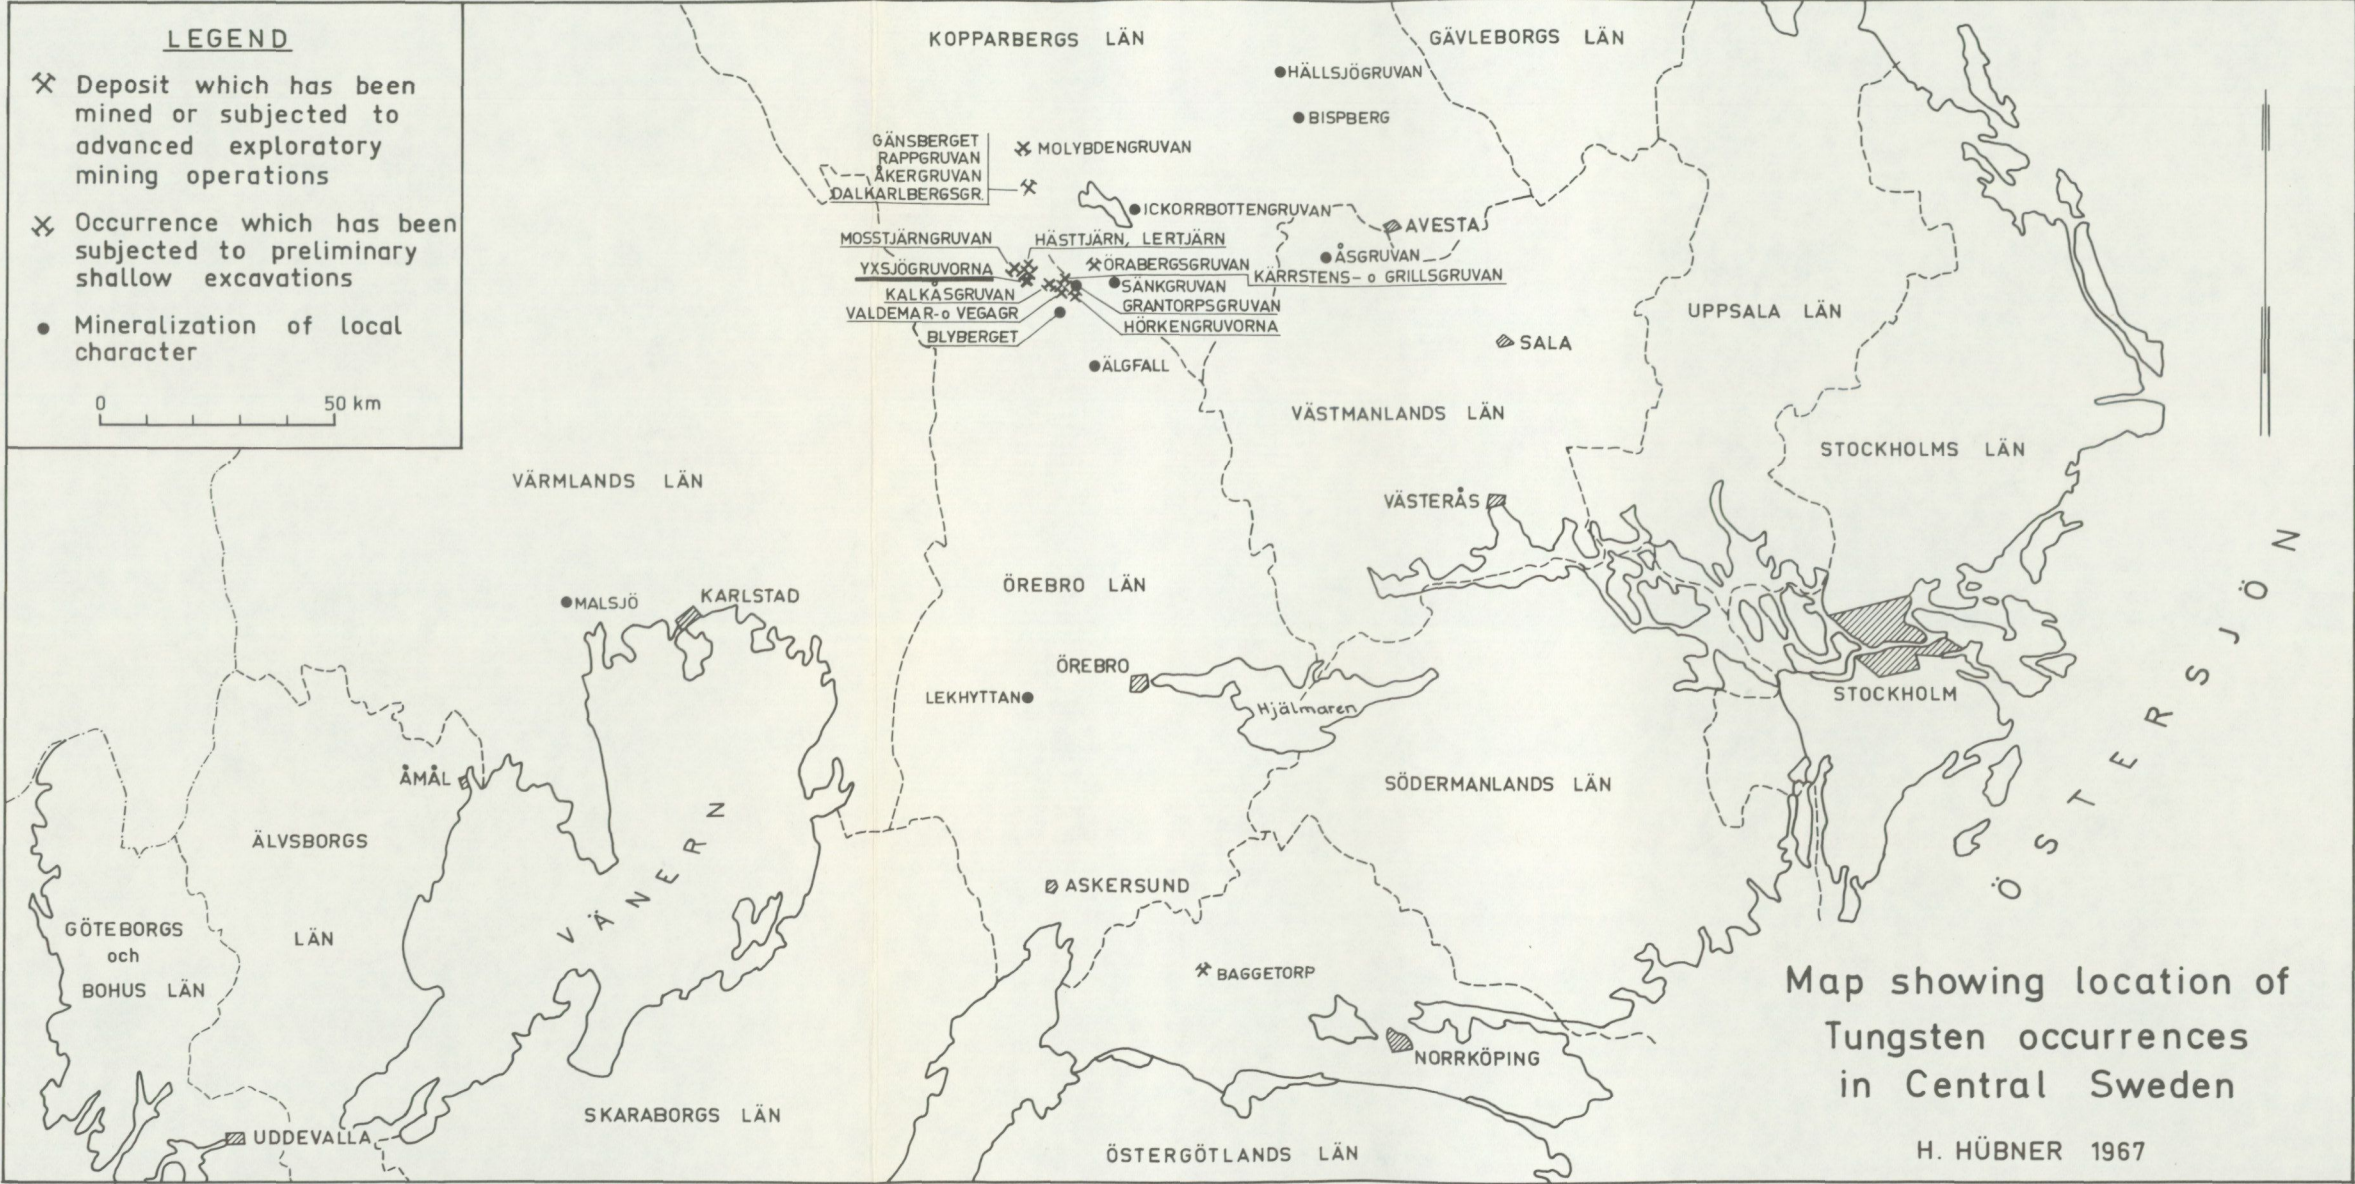 LEGEND
Deposit which has been
mined or subjected to
advanced exploratory
mining operations
Occurrence which has been
subjected to preliminary
shallow excavations
Mineralization of local
character
0 50 km
KOPPARBERGS LÄN
GÄVLEBORGS LÄN
HÄLLSJÖGRUVAN
BISPBERG
GÄNSBERGET
RAPPGRUVAN
ÅKERGRUVAN
DALKARLBERGSGR.
MOLYBDENGRUVAN
ICKORRBOTTENGRUVAN
AVESTA
MOSSTJÄRNGRUVAN
HÄSTTJÄRN, LERTJÄRN
ÅSGRUVAN
YXSJÖGRUVORNA
ÖRABERGSGRUVAN
KÄRRSTENS- o GRILLSGRUVAN
KALKÅSGRUVAN
SÄNKGRUVAN
VALDEMAR- o VEGAGR
GRANTORPSGRUVAN
BLYBERGET
HÖRKENGRUVORNA
ÄLGFALL
SALA
UPPSALA LÄN
VÄSTMANLANDS LÄN
STOCKHOLMS LÄN
VÄRMLANDS LÄN
VÄSTERÅS
ÖREBRO LÄN
MALSJÖ
KARLSTAD
ÖREBRO
LEKHYTTAN
Hjälmaren
STOCKHOLM
ÖSTERSJÖN
ÅMÅL
SÖDERMANLANDS LÄN
ÄLVSBORGS
LÄN
VÄNERN
ASKERSUND
GÖTEBORGS
och
BOHUS LÄN
BAGGETORP
NORRKÖPING
UDDEVALLA
SKARABORGS LÄN
ÖSTERGÖTLANDS LÄN
Map showing location of
Tungsten occurrences
in Central Sweden
H. HÜBNER 1967